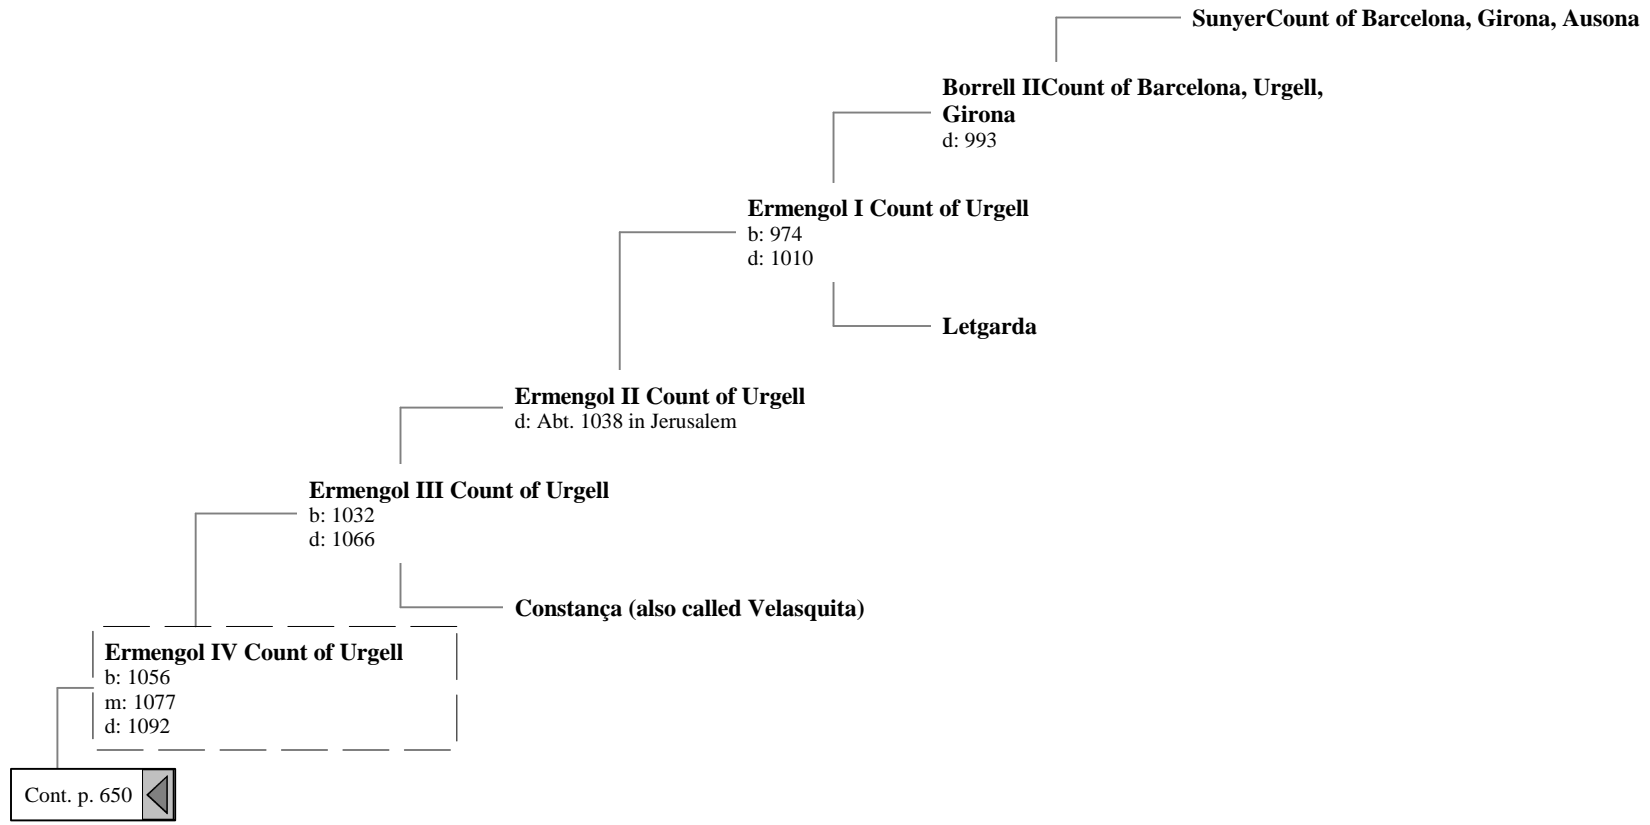 SunyerCount of Barcelona, Girona, Ausona
Borrell IICount of Barcelona, Urgell,
Girona
d: 993
Ermengol I Count of Urgell
b: 974
d: 1010
Letgarda
Ermengol II Count of Urgell
d: Abt. 1038 in Jerusalem
Ermengol III Count of Urgell
b: 1032
d: 1066
Constança (also called Velasquita)
Ermengol IV Count of Urgell
b: 1056
m: 1077
d: 1092
Cont. p. 650